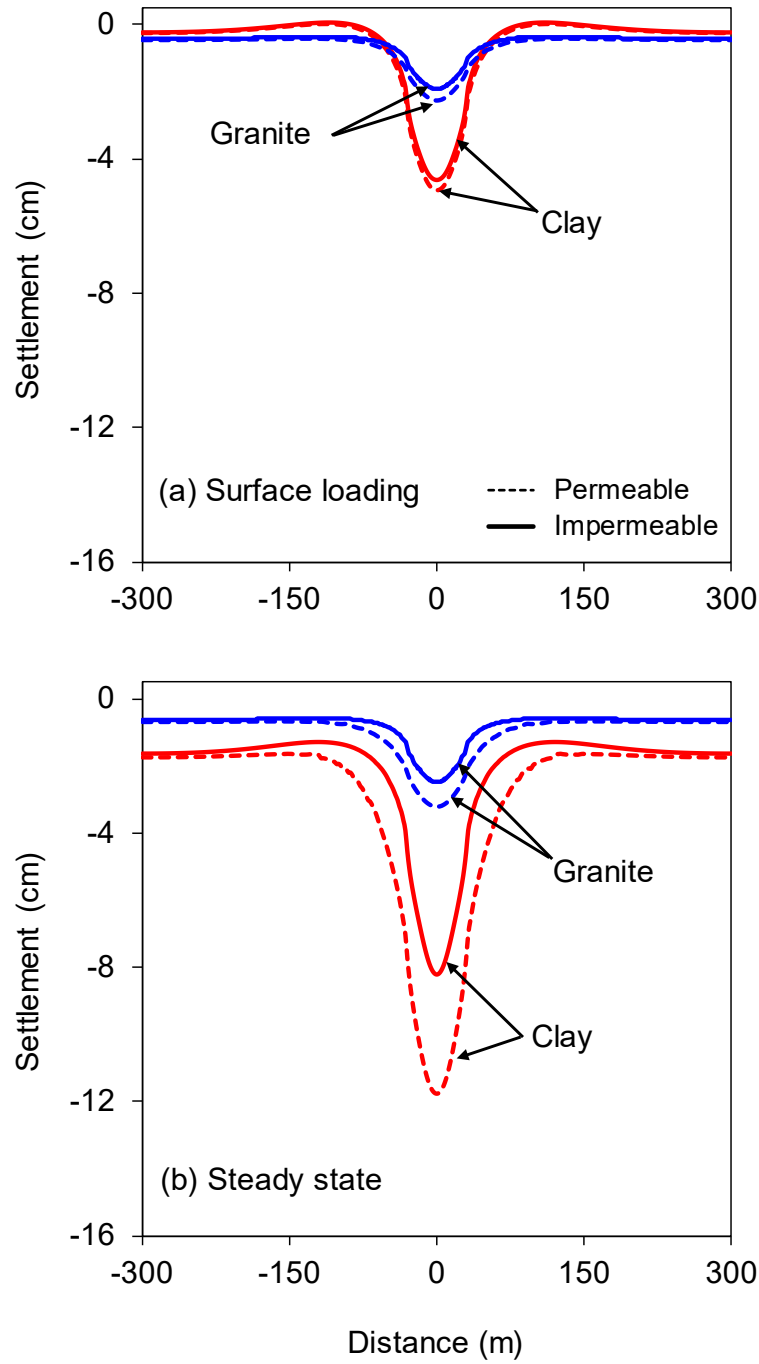 0
-4
-8
-12
-16
Settlement (cm)
Granite
Clay
(a) Surface loading
Permeable
Impermeable
-300
-150
0
150
300
0
-4
-8
-12
-16
Settlement (cm)
Granite
Clay
(b) Steady state
-300
-150
0
150
300
Distance (m)